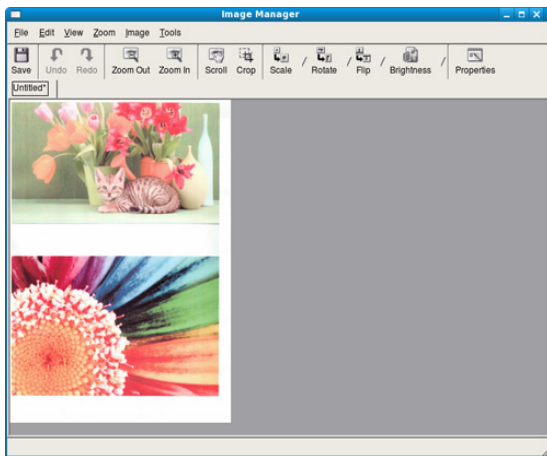 Image Manager
File Edit View Zoom Image Tools
Save Undo Redo Zoom Out Zoom In Scroll Crop Scale / Rotate / Flip / Brightness / Properties
Untitled*